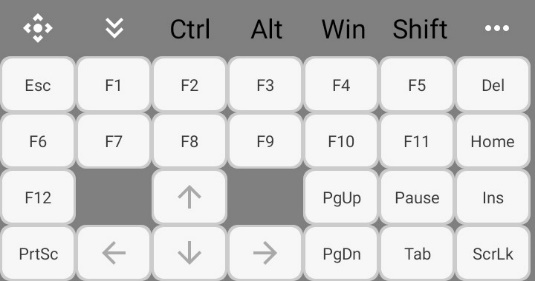 Ctrl Alt Win Shift
Esc F1 F2 F3 F4 F5 Del
F6 F7 F8 F9 F10 F11 Home
F12 PgUp Pause Ins
PrtSc PgDn Tab ScrLk